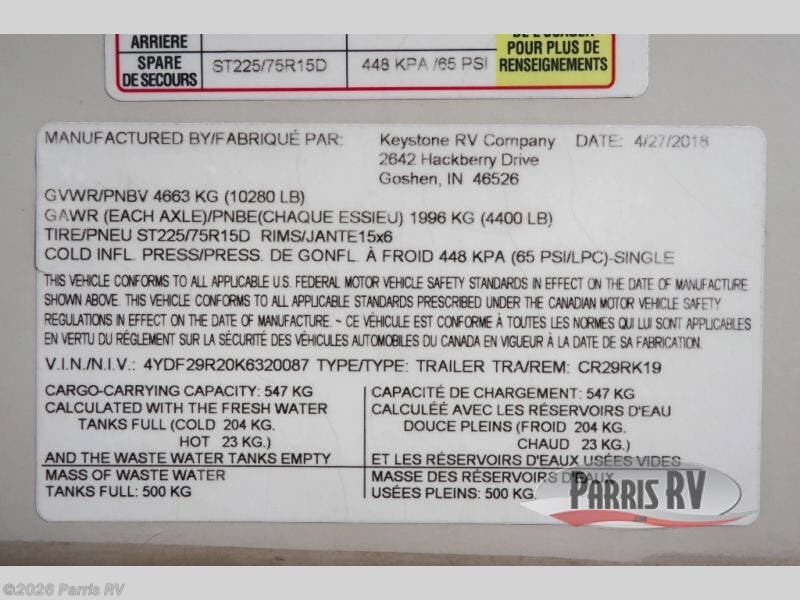 ARRIÈRE
POUR PLUS DE
RENSEIGNEMENTS
SPARE
DE SECOURS
ST225/75R15D
448 KPA /65 PSI
MANUFACTURED BY/FABRIQUÉ PAR: Keystone RV Company DATE: 4/27/2018
2642 Hackberry Drive
Goshen, IN 46526
GVWR/PNBV 4663 KG (10280 LB)
GAWR (EACH AXLE)/PNBE(CHAQUE ESSIEU) 1996 KG (4400 LB)
TIRE/PNEU ST225/75R15D RIMS/JANTE15x6
COLD INFL. PRESS/PRESS. DE GONFL. À FROID 448 KPA (65 PSI/LPC)-SINGLE
THIS VEHICLE CONFORMS TO ALL APPLICABLE U.S. FEDERAL MOTOR VEHICLE SAFETY STANDARDS IN EFFECT ON THE DATE OF MANUFACTURE
SHOWN ABOVE. THIS VEHICLE CONFORMS TO ALL APPLICABLE STANDARDS PRESCRIBED UNDER THE CANADIAN MOTOR VEHICLE SAFETY
REGULATIONS IN EFFECT ON THE DATE OF MANUFACTURE. ~ CE VÉHICULE EST CONFORME À TOUTES LES NORMES QUI LUI SONT APPLICABLES
EN VERTU DU RÉGLEMENT SUR LA SÉCURITÉ DES VÉHICULES AUTOMOBILES DU CANADA EN VIGUEUR À LA DATE DE SA FABRICATION.
V.I.N./N.I.V.: 4YDF29R20K6320087 TYPE/TYPE: TRAILER TRA/REM: CR29RK19
CARGO-CARRYING CAPACITY: 547 KG
CALCULATED WITH THE FRESH WATER
TANKS FULL (COLD 204 KG.
HOT 23 KG.)
AND THE WASTE WATER TANKS EMPTY
MASS OF WASTE WATER
TANKS FULL: 500 KG
CAPACITÉ DE CHARGEMENT: 547 KG
CALCULÉE AVEC LES RÉSERVOIRS D'EAU
DOUCE PLEINS (FROID 204 KG.
CHAUD 23 KG.)
ET LES RÉSERVOIRS D'EAUX USÉES VIDES
MASSE DES RÉSERVOIRS D'EAUX
USÉES PLEINS: 500 KG
PARRIS RV
©2026 Parris RV